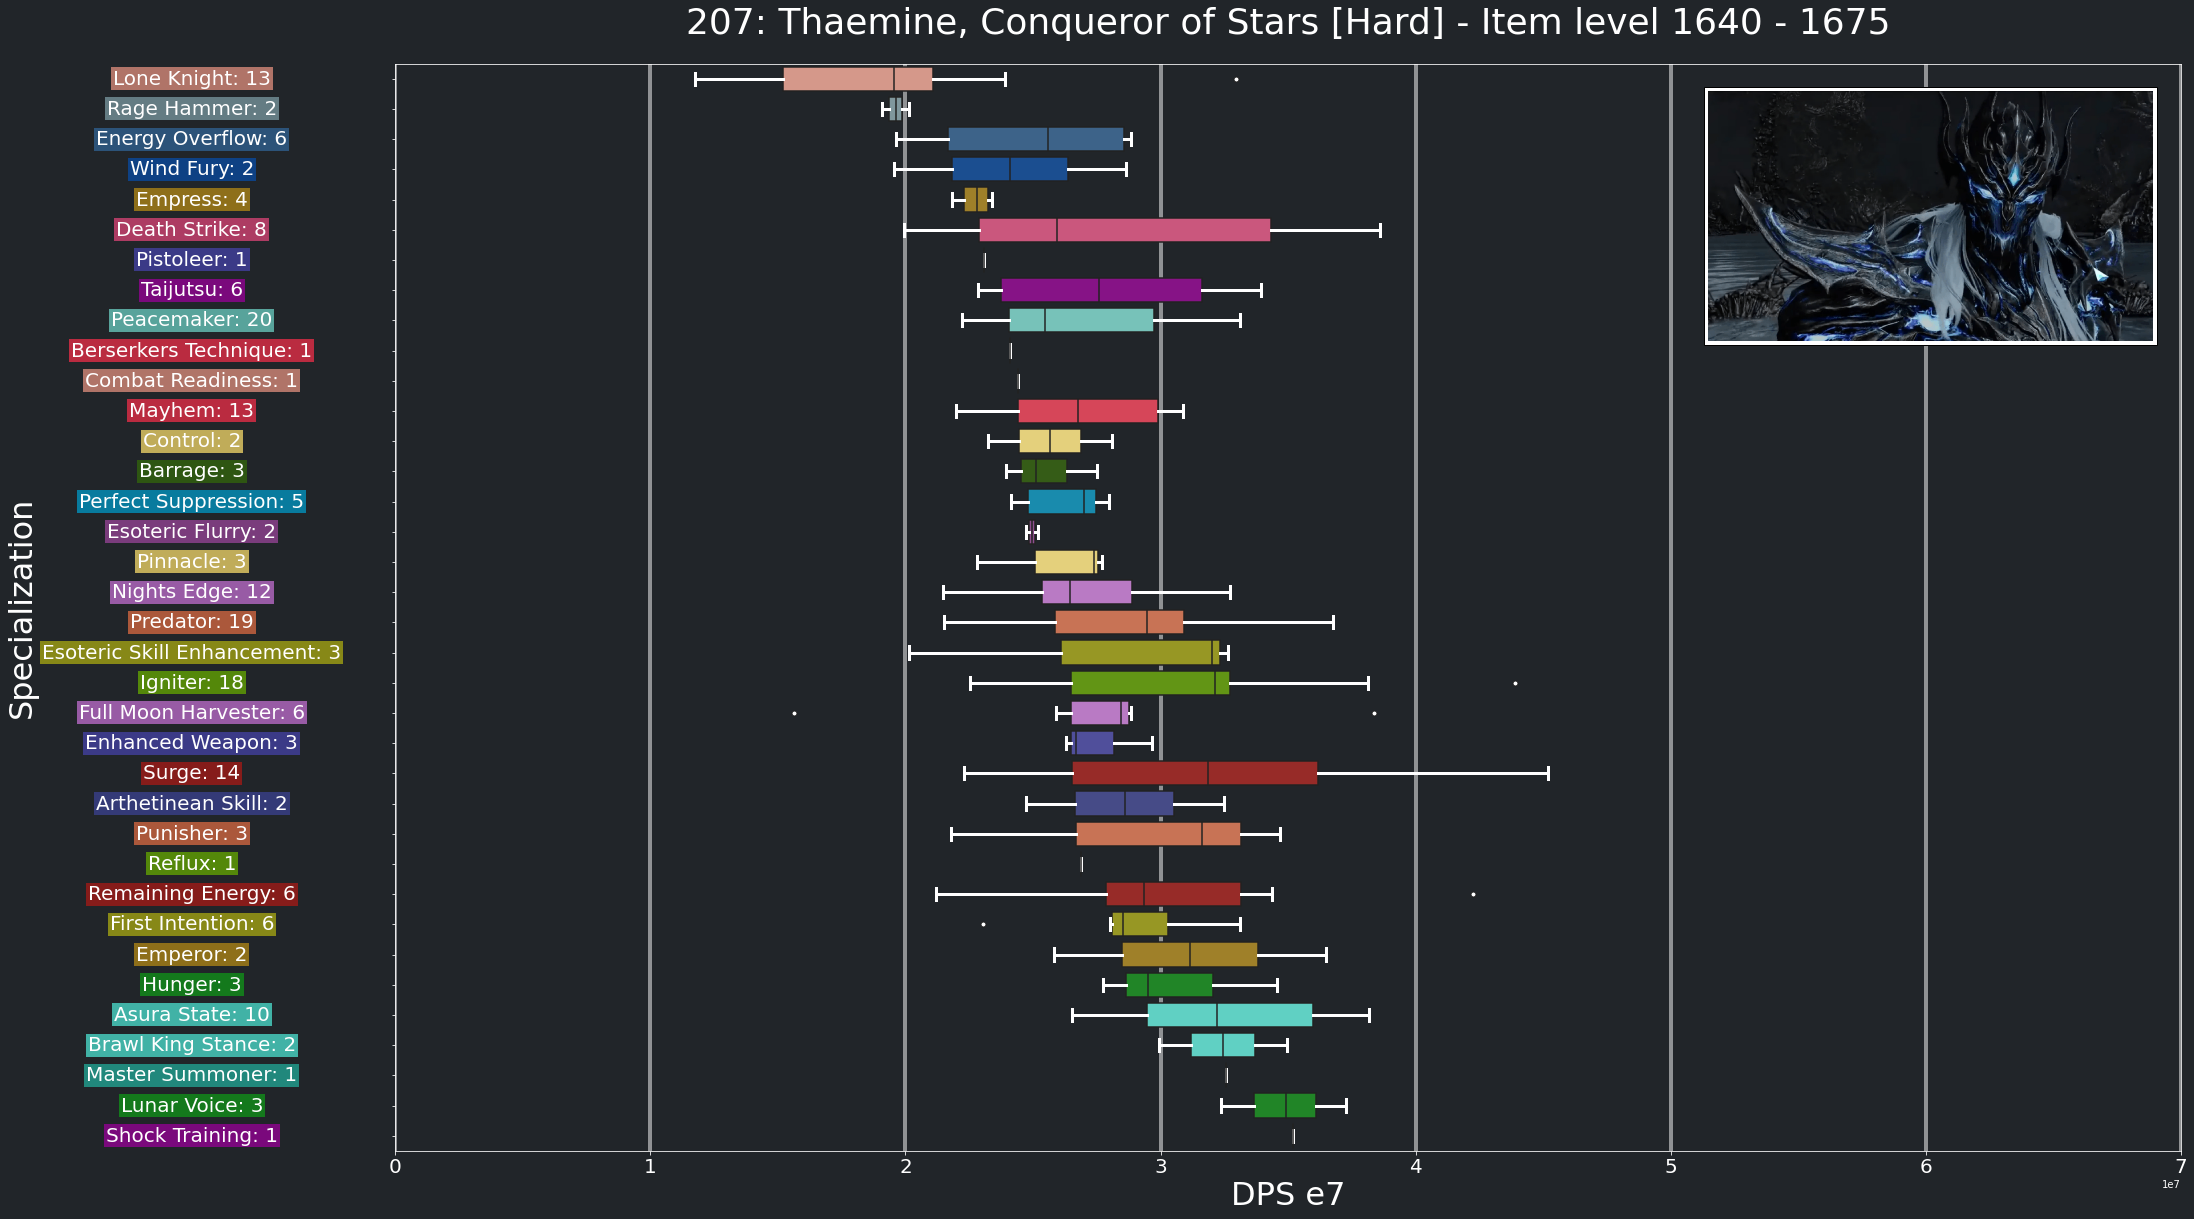 207: Thaemine, Conqueror of Stars [Hard] - Item level 1640 - 1675
Specialization
Lone Knight: 13
Rage Hammer: 2
Energy Overflow: 6
Wind Fury: 2
Empress: 4
Death Strike: 8
Pistoleer: 1
Taijutsu: 6
Peacemaker: 20
Berserkers Technique: 1
Combat Readiness: 1
Mayhem: 13
Control: 2
Barrage: 3
Perfect Suppression: 5
Esoteric Flurry: 2
Pinnacle: 3
Nights Edge: 12
Predator: 19
Esoteric Skill Enhancement: 3
Igniter: 18
Full Moon Harvester: 6
Enhanced Weapon: 3
Surge: 14
Arthetinean Skill: 2
Punisher: 3
Reflux: 1
Remaining Energy: 6
First Intention: 6
Emperor: 2
Hunger: 3
Asura State: 10
Brawl King Stance: 2
Master Summoner: 1
Lunar Voice: 3
Shock Training: 1
0 1 2 3 4 5 6 7
1e7
DPS e7